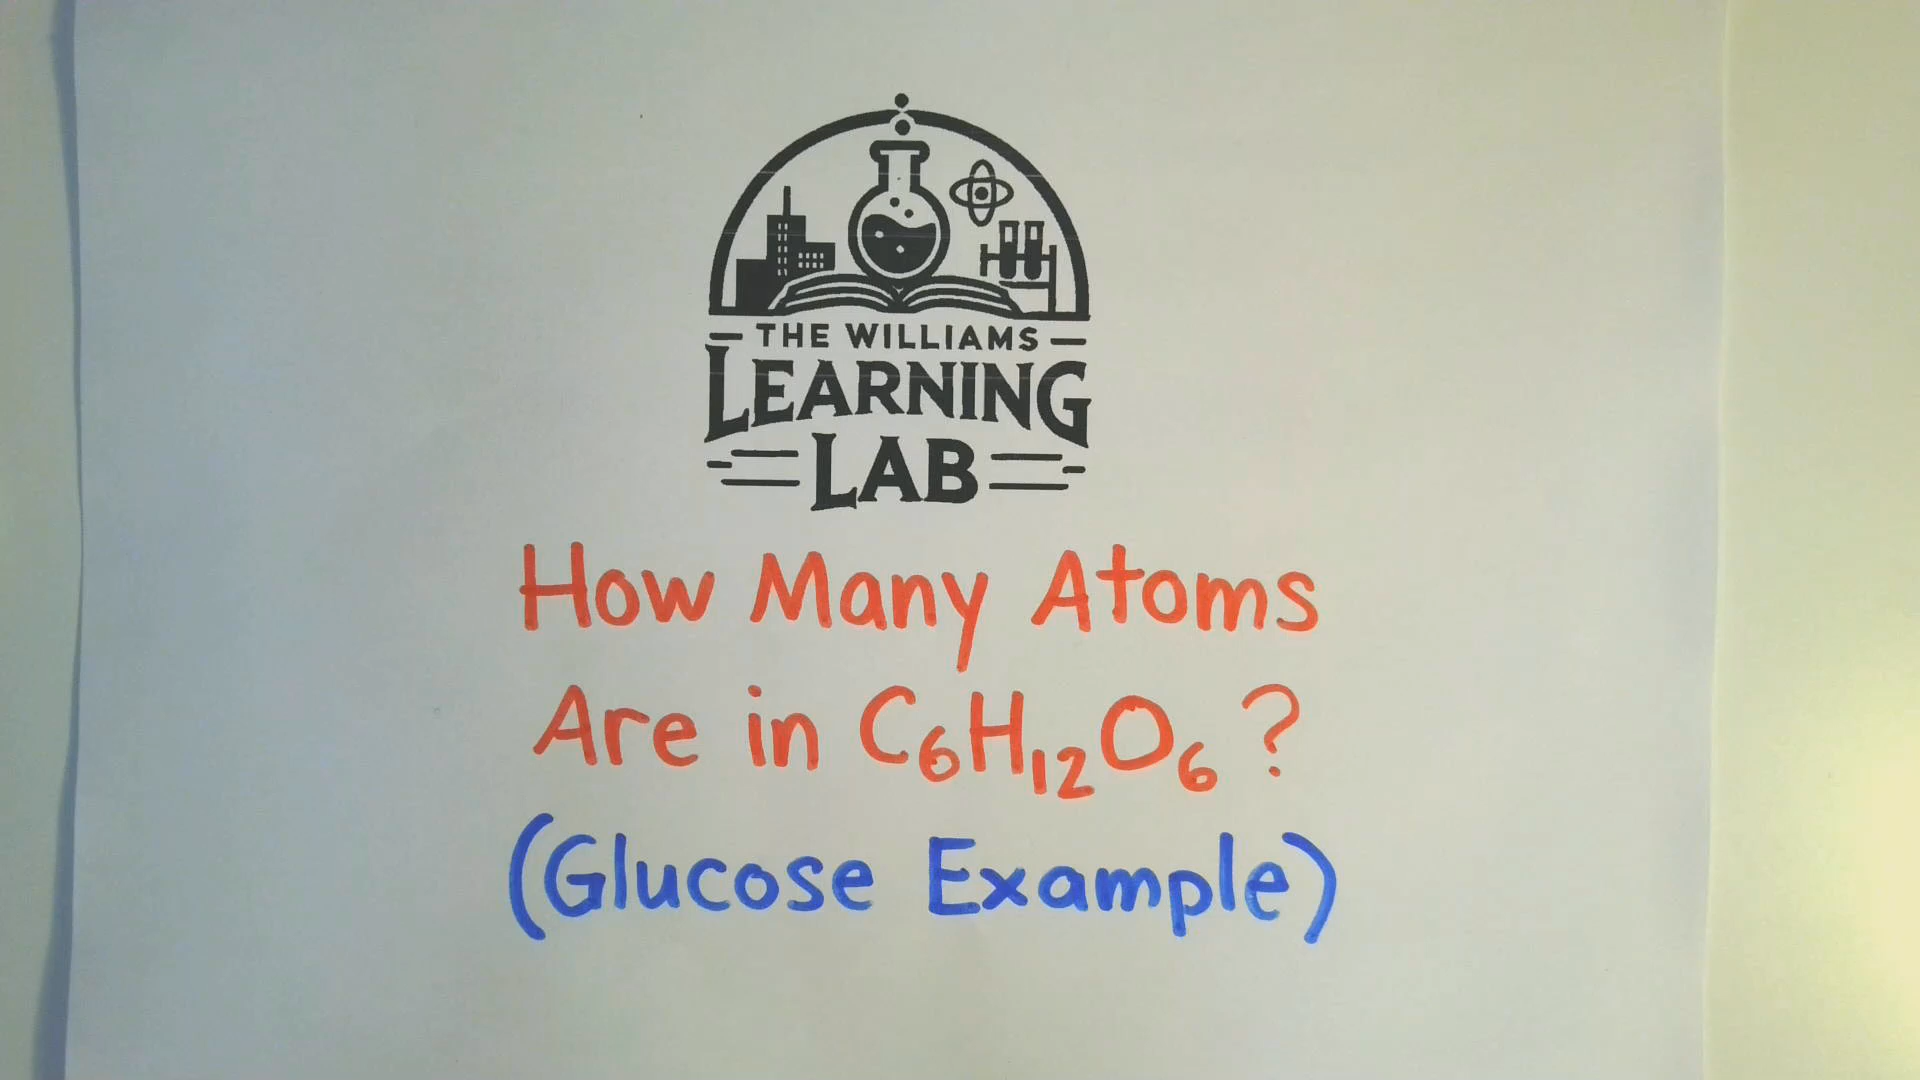 THE WILLIAMS
LEARNING
LAB
How Many Atoms
Are in C₆H₁₂O₆?
(Glucose Example)